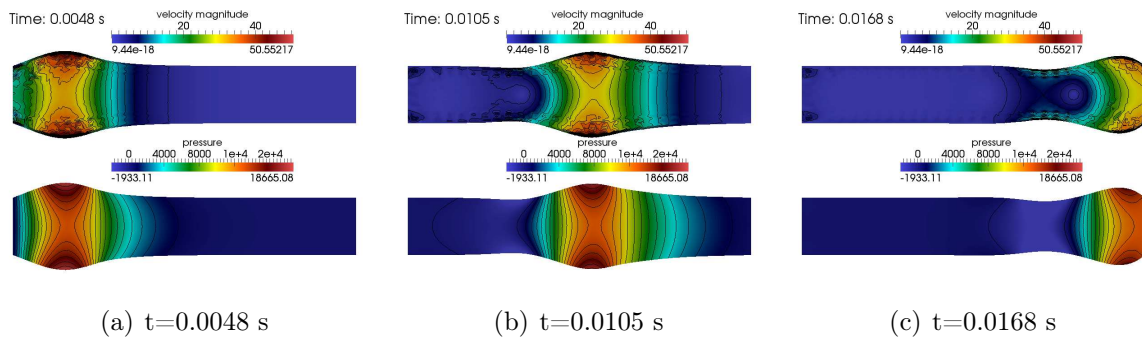 Time: 0.0048 s
velocity magnitude
20 40
9.44e-18 50.55217
pressure
0 4000 8000 1e+4 2e+4
-1933.11 18665.08
(a) t=0.0048 s
Time: 0.0105 s
velocity magnitude
20 40
9.44e-18 50.55217
pressure
0 4000 8000 1e+4 2e+4
-1933.11 18665.08
(b) t=0.0105 s
Time: 0.0168 s
velocity magnitude
20 40
9.44e-18 50.55217
pressure
0 4000 8000 1e+4 2e+4
-1933.11 18665.08
(c) t=0.0168 s